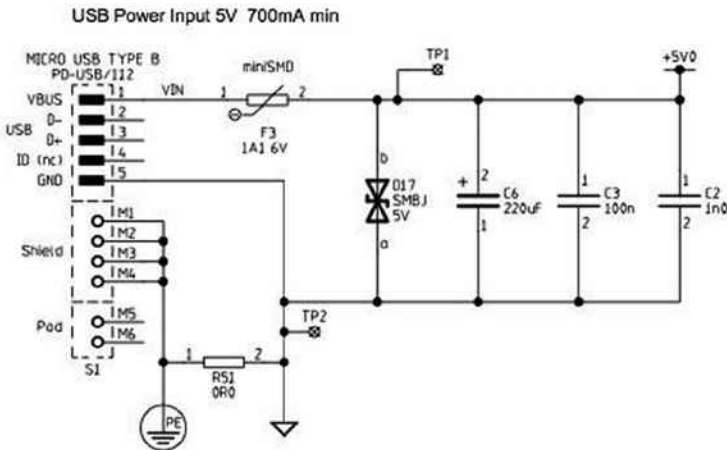 USB Power Input 5V 700mA min
MICRO USB TYPE B
PD-USB/112
VBUS 1 VIN
USB
D- 2
D+ 3
ID (nc) 4
GND 5
miniSMD
1 2
F3
1A1 6V
TP1
+5V0
b
D17
SMBJ
5V
a
+ 2
C6
220uF
1
1
C3
100n
2
1
C2
1n0
2
Shield
M1
M2
M3
M4
Pad
M5
M6
S1
TP2
1 2
R51
0R0
PE